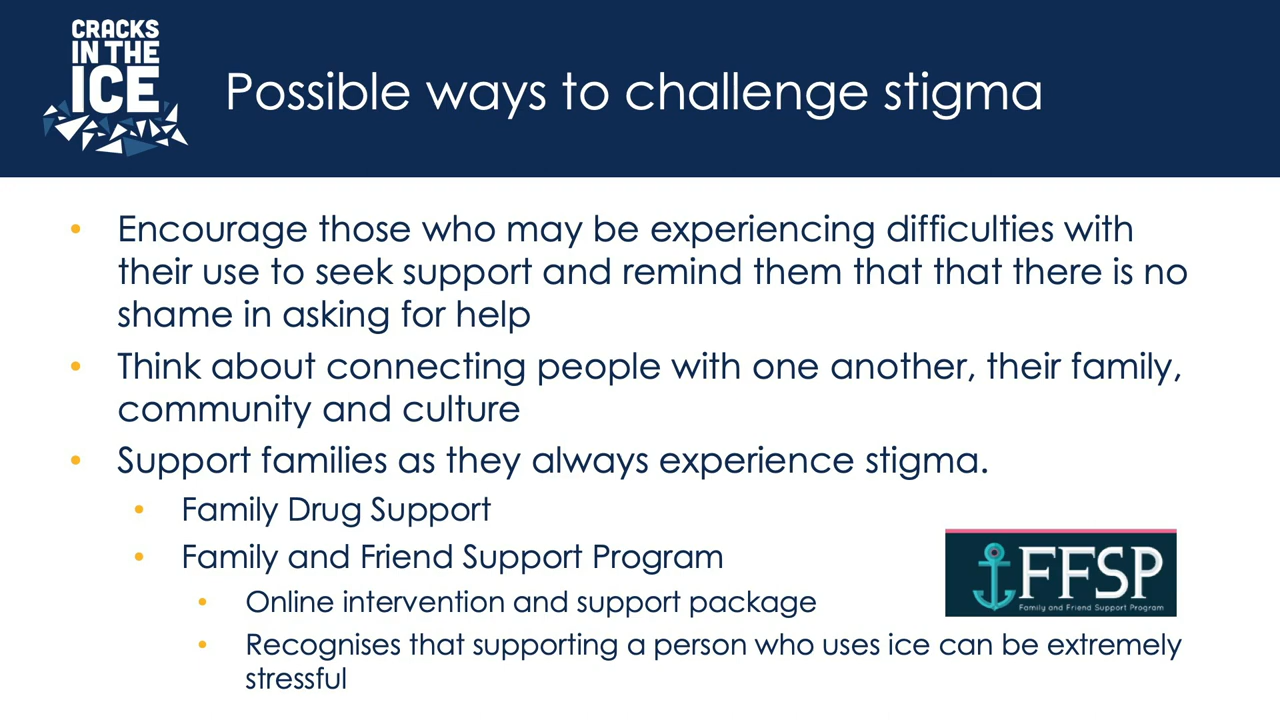 CRACKS
IN THE
ICE
Possible ways to challenge stigma
• Encourage those who may be experiencing difficulties with
their use to seek support and remind them that that there is no
shame in asking for help
• Think about connecting people with one another, their family,
community and culture
• Support families as they always experience stigma.
• Family Drug Support
• Family and Friend Support Program
FFSP
Family and Friend Support Program
• Online intervention and support package
• Recognises that supporting a person who uses ice can be extremely
stressful